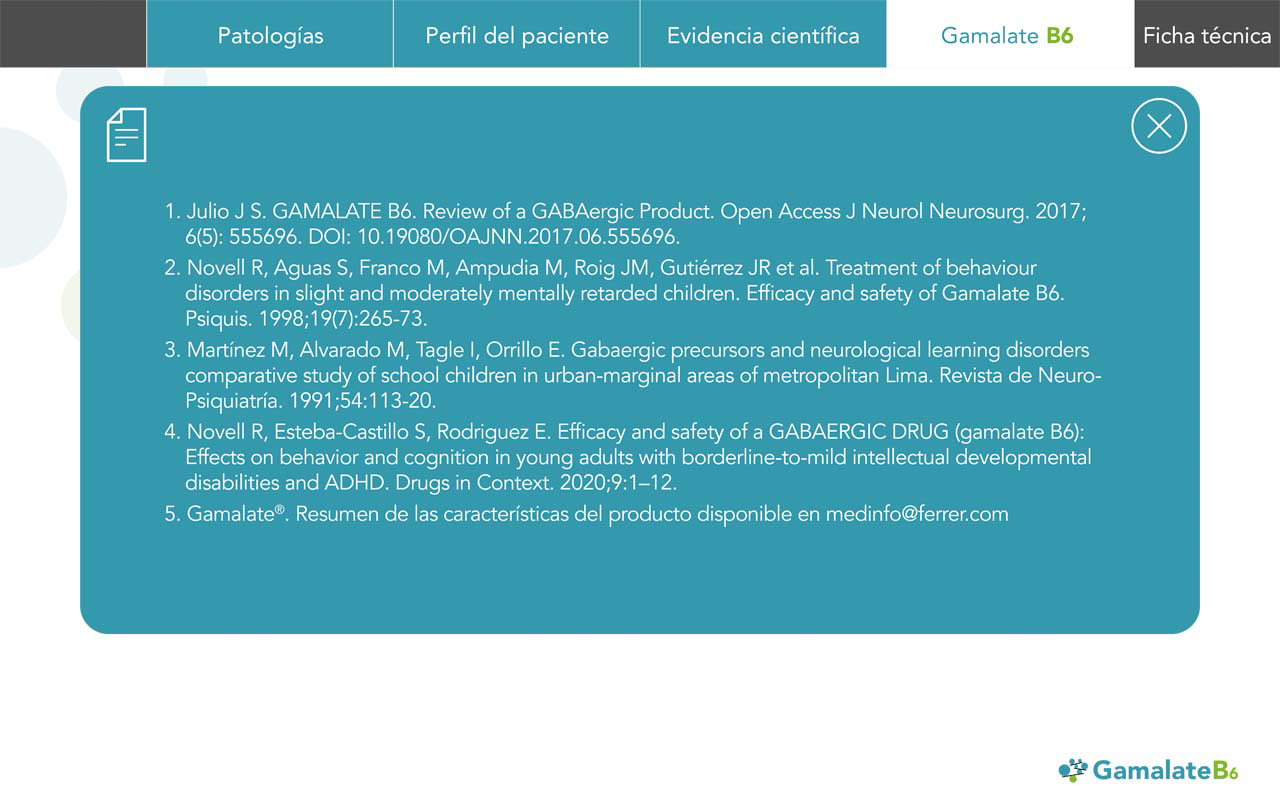 Patologías
Perfil del paciente
Evidencia científica
Gamalate B6
Ficha técnica
1. Julio J S. GAMALATE B6. Review of a GABAergic Product. Open Access J Neurol Neurosurg. 2017;
6(5): 555696. DOI: 10.19080/OAJNN.2017.06.555696.
2. Novell R, Aguas S, Franco M, Ampudia M, Roig JM, Gutiérrez JR et al. Treatment of behaviour
disorders in slight and moderately mentally retarded children. Efficacy and safety of Gamalate B6.
Psiquis. 1998;19(7):265-73.
3. Martínez M, Alvarado M, Tagle I, Orrillo E. Gabaergic precursors and neurological learning disorders
comparative study of school children in urban-marginal areas of metropolitan Lima. Revista de Neuro-
Psiquiatría. 1991;54:113-20.
4. Novell R, Esteba-Castillo S, Rodriguez E. Efficacy and safety of a GABAERGIC DRUG (gamalate B6):
Effects on behavior and cognition in young adults with borderline-to-mild intellectual developmental
disabilities and ADHD. Drugs in Context. 2020;9:1–12.
5. Gamalate®. Resumen de las características del producto disponible en medinfo@ferrer.com
GamalateB6